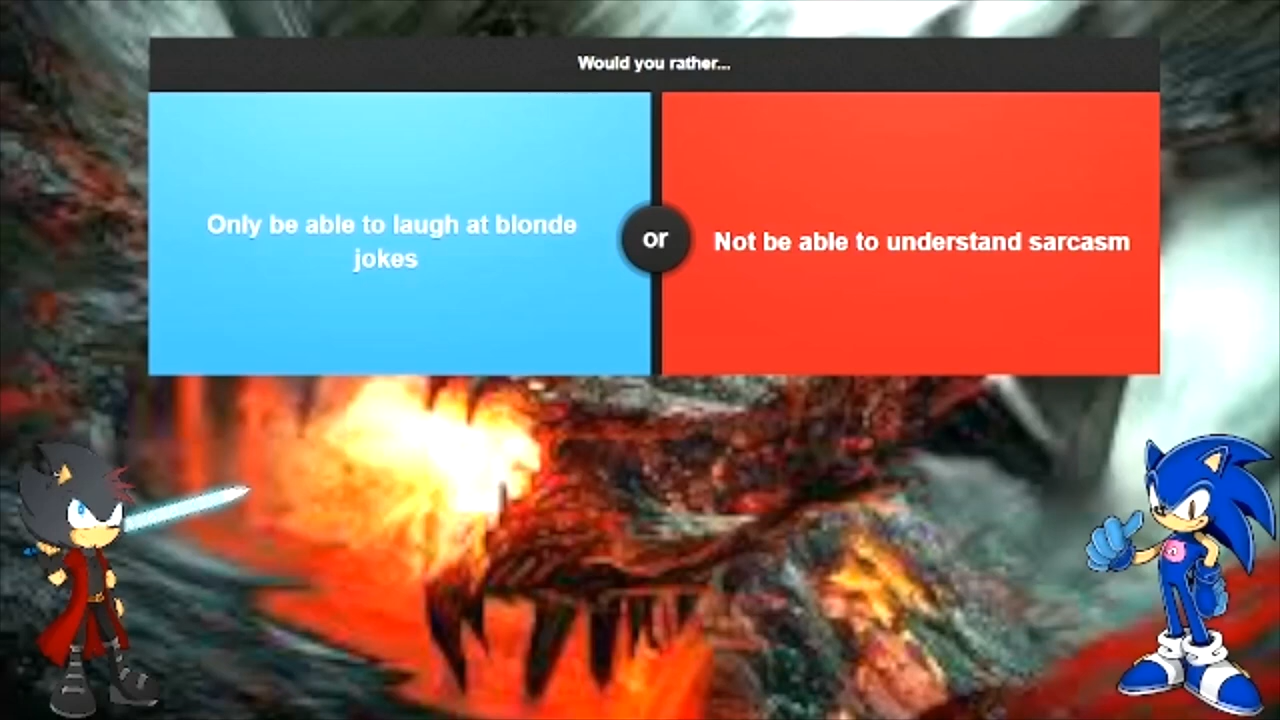 Would you rather...
Only be able to laugh at blonde
jokes
or
Not be able to understand sarcasm